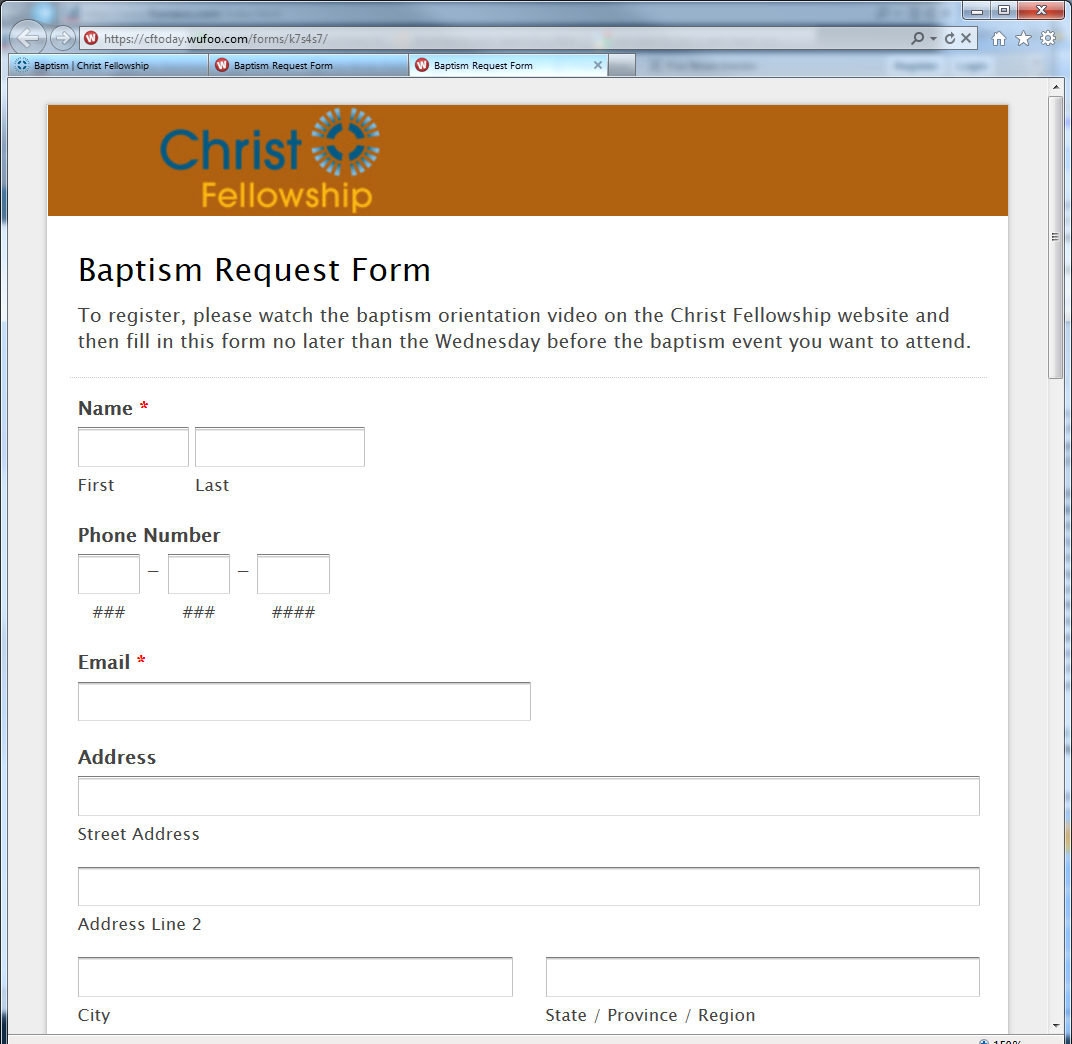 https://cftoday.wufoo.com/forms/k7s4s7/
Baptism | Christ Fellowship
Baptism Request Form
Baptism Request Form
Christ
Fellowship
Baptism Request Form
To register, please watch the baptism orientation video on the Christ Fellowship website and
then fill in this form no later than the Wednesday before the baptism event you want to attend.
Name *
First Last
Phone Number
– –
### ### ####
Email *
Address
Street Address
Address Line 2
City State / Province / Region